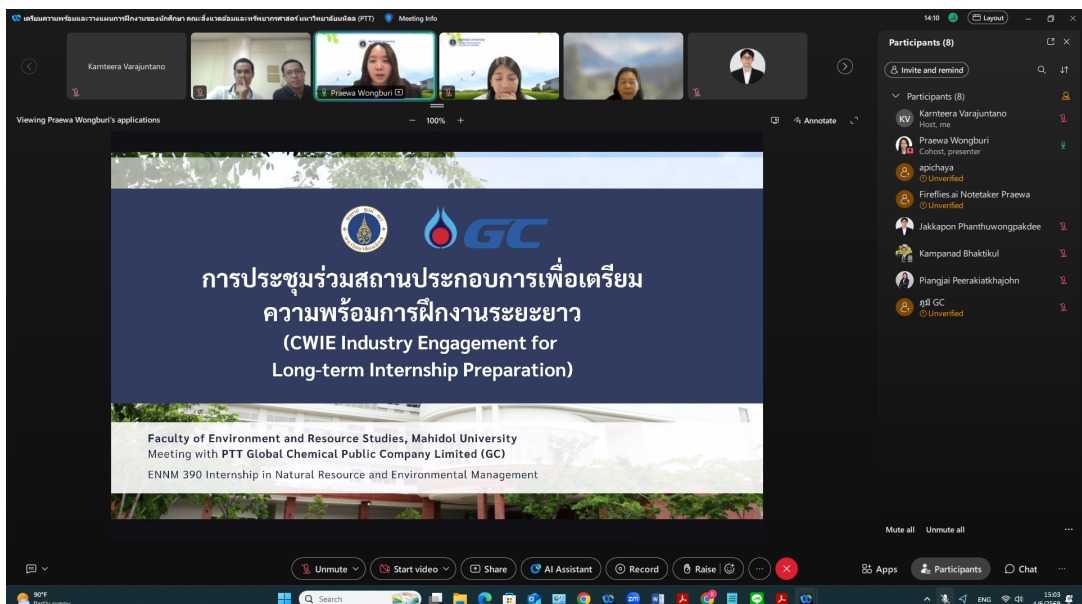 เตรียมความพร้อมและวางแผนการฝึกงานของนักศึกษา คณะสิ่งแวดล้อมและทรัพยากรศาสตร์ มหาวิทยาลัยมหิดล (PTT)
Meeting Info
14:10
Layout
Karnteera Varajuntano
Praewa Wongburi
Viewing Praewa Wongburi's applications
100%
Annotate
GC
การประชุมร่วมสถานประกอบการเพื่อเตรียม
ความพร้อมการฝึกงานระยะยาว
(CWIE Industry Engagement for
Long-term Internship Preparation)
Faculty of Environment and Resource Studies, Mahidol University
Meeting with PTT Global Chemical Public Company Limited (GC)
ENNM 390 Internship in Natural Resource and Environmental Management
Participants (8)
Invite and remind
Participants (8)
KV
Karnteera Varajuntano
Host, me
Praewa Wongburi
Cohost, presenter
apichaya
Unverified
Fireflies.ai Notetaker Praewa
Unverified
Jakkapon Phanthuwongpakdee
Kampanad Bhaktikul
Piangjai Peerakiatkhajohn
ภูมิ GC
Unverified
Mute all
Unmute all
Unmute
Start video
Share
AI Assistant
Record
Raise
Apps
Participants
Chat
90°F
Partly sunny
Search
ENG
15:03